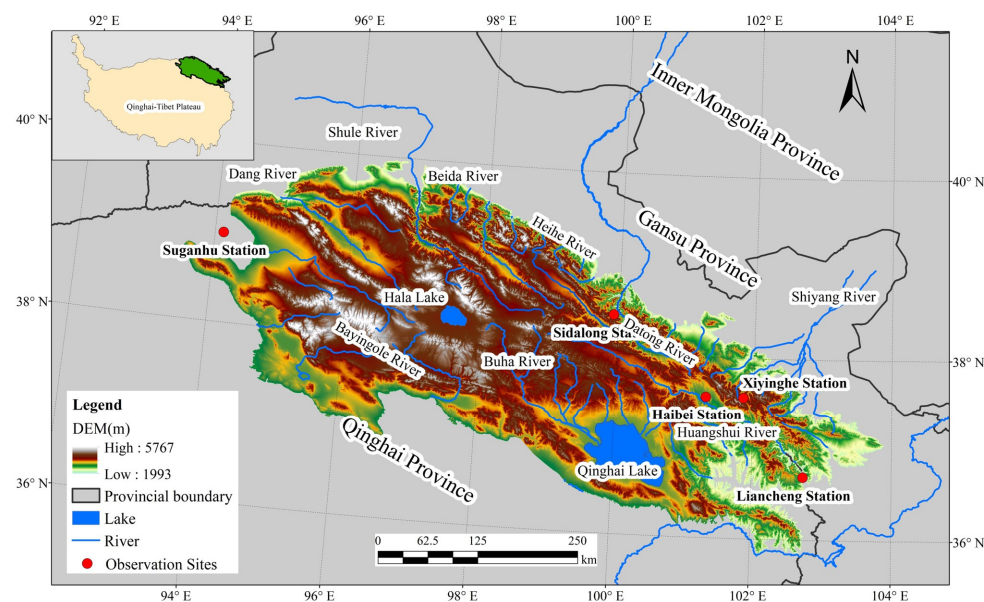 92° E
94° E
96° E
98° E
100° E
102° E
104° E
Qinghai-Tibet Plateau
N
Inner Mongolia Province
40° N
Shule River
Dang River
Beida River
40° N
Heihe River
Gansu Province
Suganhu Station
38° N
Hala Lake
Shiyang River
Sidalong Sta
Datong River
Bayingole River
Buha River
38° N
Xiyinghe Station
Haibei Station
Huangshui River
Qinghai Province
Qinghai Lake
Liancheng Station
36° N
36° N
Legend
DEM(m)
High : 5767
Low : 1993
Provincial boundary
Lake
River
Observation Sites
0 62.5 125 250
km
94° E
96° E
98° E
100° E
102° E